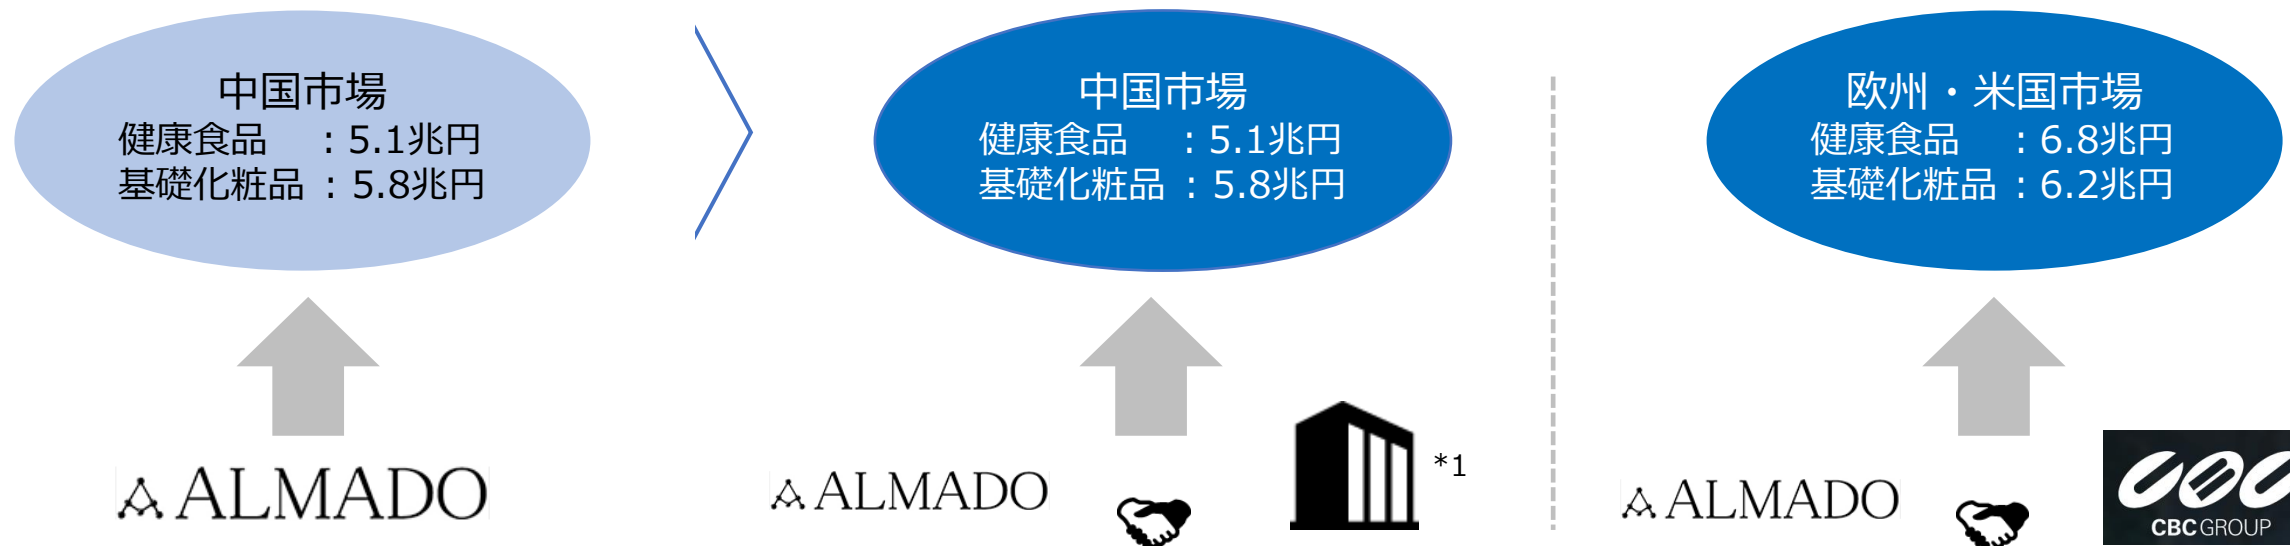 中国市場
健康食品　：5.1兆円
基礎化粧品：5.8兆円
中国市場
健康食品　：5.1兆円
基礎化粧品：5.8兆円
欧州・米国市場
健康食品　：6.8兆円
基礎化粧品：6.2兆円
ALMADO
ALMADO
*1
ALMADO
CBC GROUP